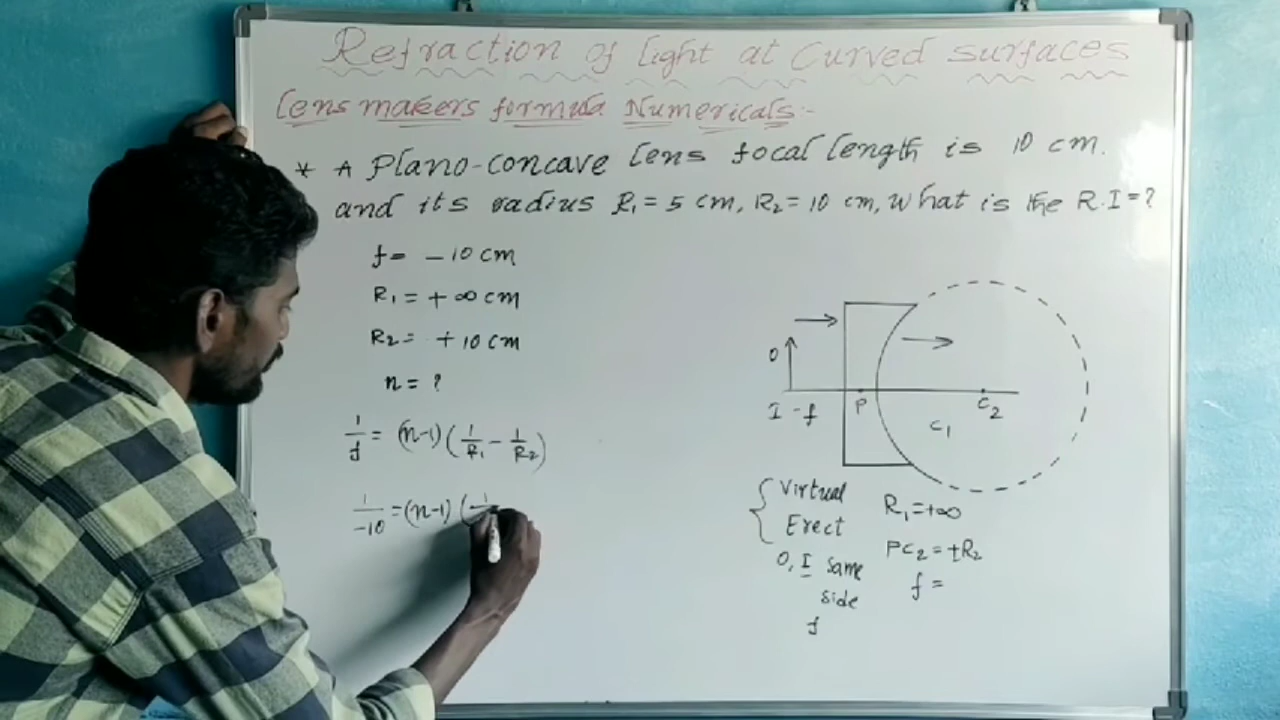 Refraction of light at Curved surfaces
Lens makers formula Numericals:-
* A Plano-concave lens focal length is 10 cm.
and its radius R₁ = 5 cm, R₂ = 10 cm, What is the R.I = ?
f = - 10 cm
R₁ = + ∞ cm
R₂ = + 10 cm
n = ?
1/f = (n-1) (1/R₁ - 1/R₂)
1/-10 = (n-1) (1/
O
I -f P C₁ C₂
Virtual
Erect
O, I same
side
f
R₁ = +∞
PC₂ = +R₂
f =